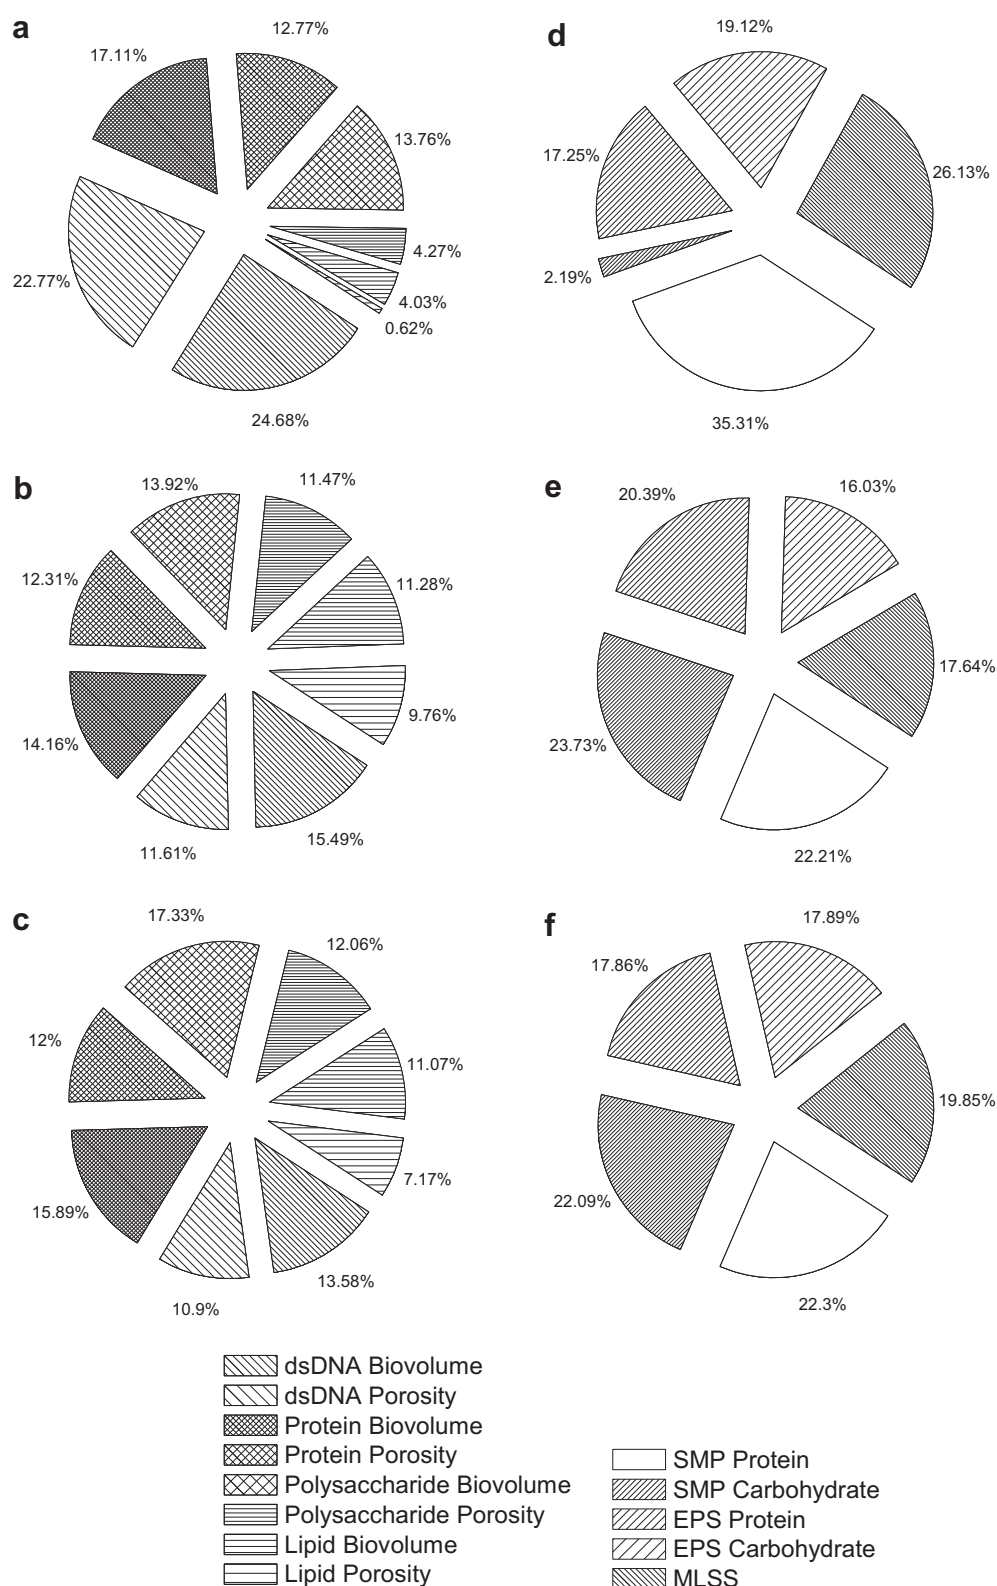 a
12.77%
17.11%
13.76%
4.27%
4.03%
0.62%
22.77%
24.68%
d
19.12%
17.25%
26.13%
2.19%
35.31%
b
13.92%
11.47%
12.31%
11.28%
9.76%
14.16%
15.49%
11.61%
e
20.39%
16.03%
17.64%
23.73%
22.21%
c
17.33%
12.06%
12%
11.07%
7.17%
15.89%
13.58%
10.9%
f
17.89%
17.86%
19.85%
22.09%
22.3%
dsDNA Biovolume
dsDNA Porosity
Protein Biovolume
Protein Porosity
Polysaccharide Biovolume
Polysaccharide Porosity
Lipid Biovolume
Lipid Porosity
SMP Protein
SMP Carbohydrate
EPS Protein
EPS Carbohydrate
MLSS